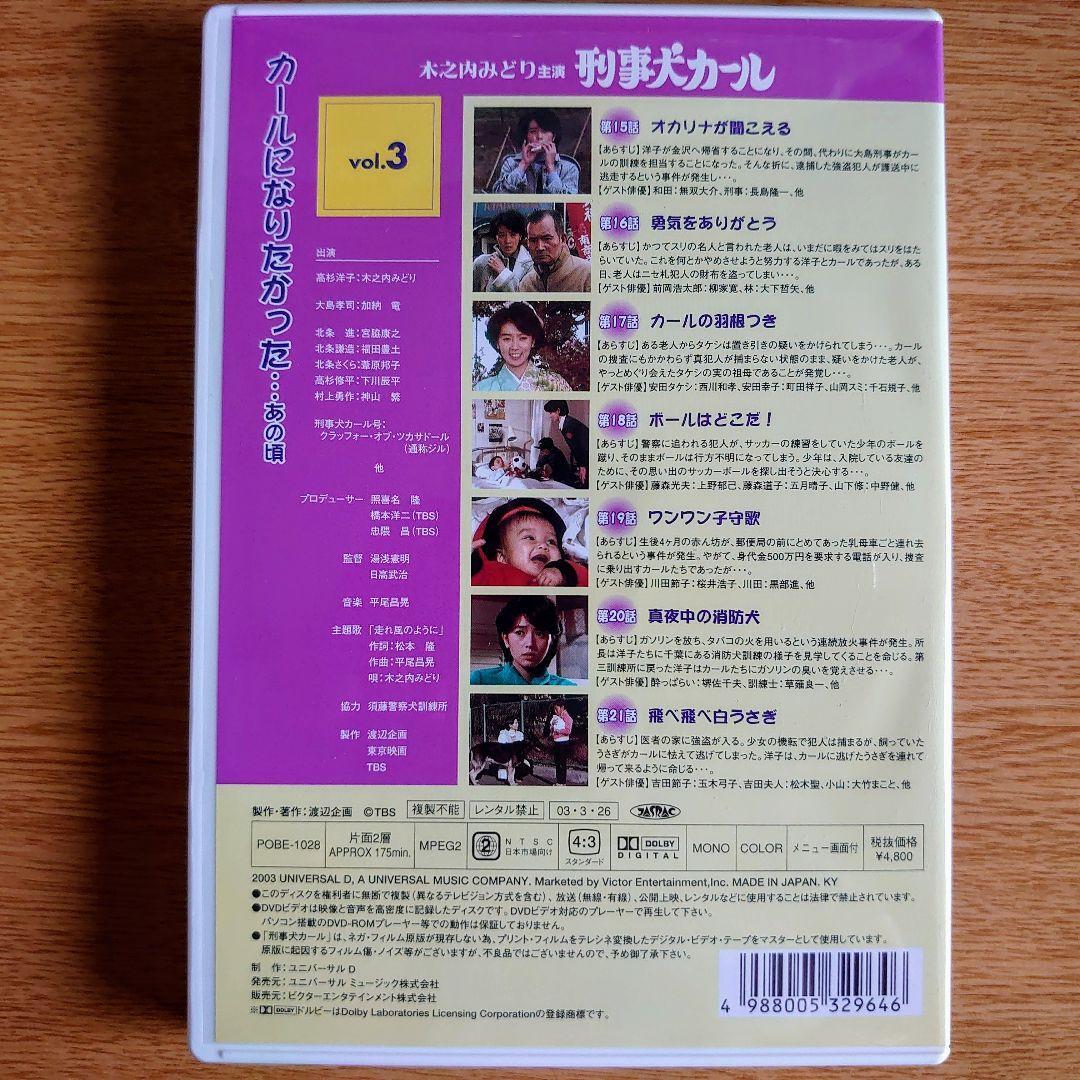 木之内みどり主演 刑事犬カール
カールになりたかった…あの頃
vol.3
出演
高杉洋子:木之内みどり
大島孝司:加納 竜
北条 進:宮脇康之
北条謙造:福田豊土
北条さくら:葦原邦子
高杉修平:下川辰平
村上勇作:神山 繁
刑事犬カール号:
クラッフォー・オブ・ツカサドール
(通称ジル)
他
プロデューサー 照喜名 隆
橋本洋二(TBS)
忠隈 昌(TBS)
監督 湯浅憲明
日高武治
音楽 平尾昌晃
主題歌 「走れ風のように」
作詞:松本 隆
作曲:平尾昌晃
唄:木之内みどり
協力 須藤警察犬訓練所
製作 渡辺企画
東京映画
TBS
第15話 オカリナが聞こえる
【あらすじ】洋子が金沢へ帰省することになり、その間、代わりに大島刑事がカー
ルの訓練を担当することになった。そんな折に、逮捕した強盗犯人が護送中に
逃走するという事件が発生し・・・。
【ゲスト俳優】和田:無双大介、刑事:長島隆一、他
第16話 勇気をありがとう
【あらすじ】かつてスリの名人と言われた老人は、いまだに暇をみてはスリをはた
らいていた。これを何とかやめさせようと努力する洋子とカールであったが、ある
日、老人はニセ札犯人の財布を盗ってしまい・・・。
【ゲスト俳優】前岡浩太郎:柳家寛、林:大下哲矢、他
第17話 カールの羽根つき
【あらすじ】ある老人からタケシは置き引きの疑いをかけられてしまう・・・。カール
の捜査にもかかわらず真犯人が捕まらない状態のまま、疑いをかけた老人が、
やっとめぐり会えたタケシの実の祖母であることが発覚し・・・。
【ゲスト俳優】安田タケシ:西川和孝、安田幸子:町田祥子、山岡スミ:千石規子、他
第18話 ボールはどこだ!
【あらすじ】警察に追われる犯人が、サッカーの練習をしていた少年のボールを
蹴り、そのままボールは行方不明になってしまう。少年は、入院している友達の
ために、その思い出のサッカーボールを探し出そうと決心する・・・。
【ゲスト俳優】藤森光夫:上野郁己、藤森道子:五月晴子、山下修:中野健、他
第19話 ワンワン子守歌
【あらすじ】生後4ヶ月の赤ん坊が、郵便局の前にとめてあった乳母車ごと連れ去
られるという事件が発生。やがて、身代金500万円を要求する電話が入り、捜査
に乗り出すカールたちであったが・・・。
【ゲスト俳優】川田節子:桜井浩子、川田:黒部進、他
第20話 真夜中の消防犬
【あらすじ】ガソリンを放ち、タバコの火を用いるという連続放火事件が発生。所
長は洋子たちに千葉にある消防犬訓練の様子を見学してくることを命じる。第
三訓練所に戻った洋子はカールたちにガソリンの臭いを覚えさせる・・・。
【ゲスト俳優】酔っぱらい:堺佐千夫、訓練士:草薙良一、他
第21話 飛べ飛べ白うさぎ
【あらすじ】医者の家に強盗が入る。少女の機転で犯人は捕まるが、飼っていた
うさぎがカールに怯えて逃げてしまった。洋子は、カールに逃げたうさぎを連れて
帰って来るように命じる・・・。
【ゲスト俳優】吉田節子:玉木弓子、吉田夫人:松木聖、小山:大竹まこと、他
製作・著作:渡辺企画 ©TBS 複製不能 レンタル禁止 03・3・26 JASRAC
POBE-1028 片面2層 APPROX 175min. MPEG2 2 NTSC 日本市場向け 4:3 スタンダード DOLBY DIGITAL MONO COLOR メニュー画面付 税抜価格 ¥4,800
2003 UNIVERSAL D, A UNIVERSAL MUSIC COMPANY. Marketed by Victor Entertainment,Inc. MADE IN JAPAN. KY
●このディスクを権利者に無断で複製(異なるテレビジョン方式を含む)、放送(無線・有線)、公開上映、レンタルなどに使用することは法律で禁止されています。
●DVDビデオは映像と音声を高密度に記録したディスクです。DVDビデオ対応のプレーヤーで再生して下さい。
パソコン搭載のDVD-ROMプレーヤー等での動作は保証しておりません。
●「刑事犬カール」は、ネガ・フィルム原版が現存しない為、プリント・フィルムをテレシネ変換したデジタル・ビデオ・テープをマスターとして使用しています。
原版に起因するフィルム傷・ノイズ等がございますが、不良品ではございませんので、予め御了承下さい。
制 作:ユニバーサル D
発売元:ユニバーサル ミュージック株式会社
販売元:ビクターエンタテインメント株式会社
※DOLBYドルビーはDolby Laboratories Licensing Corporationの登録商標です。
4 988005 329646